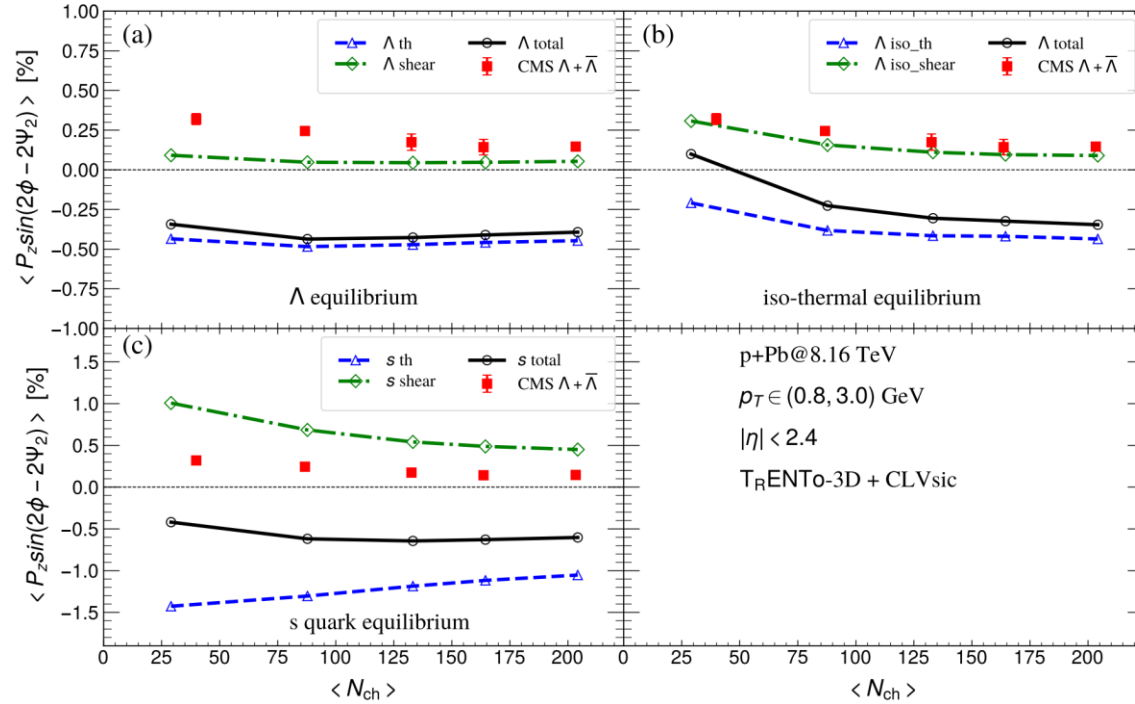 (a)
Λ th
Λ shear
Λ total
CMS Λ + Λ̅
Λ equilibrium
< P_z sin(2ϕ − 2Ψ_2) > [%]
1.00
0.75
0.50
0.25
0.00
−0.25
−0.50
−0.75
−1.00
(b)
Λ iso_th
Λ iso_shear
Λ total
CMS Λ + Λ̅
iso-thermal equilibrium
(c)
s th
s shear
s total
CMS Λ + Λ̅
s quark equilibrium
< P_z sin(2ϕ − 2Ψ_2) > [%]
1.5
1.0
0.5
0.0
−0.5
−1.0
−1.5
0 25 50 75 100 125 150 175 200
< N_ch >
p+Pb@8.16 TeV
p_T ∈ (0.8, 3.0) GeV
|η| < 2.4
T_RENTo-3D + CLVsic
0 25 50 75 100 125 150 175 200
< N_ch >